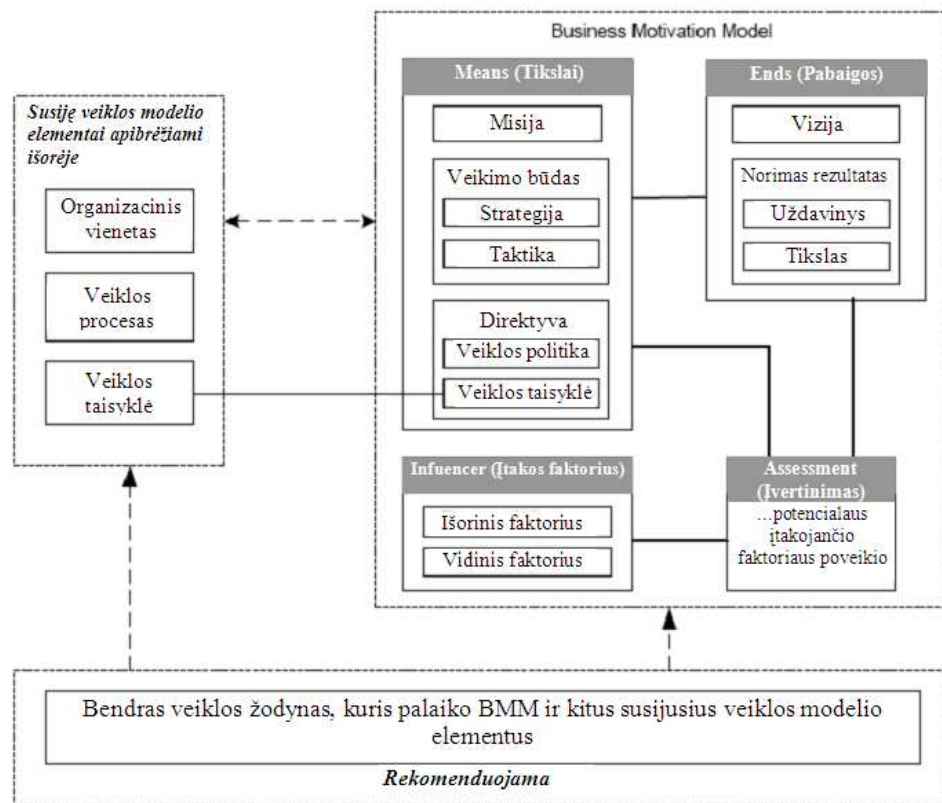 Business Motivation Model
Susiję veiklos modelio
elementai apibrėžiami
išorėje
Organizacinis
vienetas
Veiklos
procesas
Veiklos
taisyklė
Means (Tikslai)
Misija
Veikimo būdas
Strategija
Taktika
Direktyva
Veiklos politika
Veiklos taisyklė
Ends (Pabaigos)
Vizija
Norimas rezultatas
Uždavinys
Tikslas
Infuencer (Įtakos faktorius)
Išorinis faktorius
Vidinis faktorius
Assessment
(Įvertinimas)
...potencialaus
įtakojančio
faktoriaus poveikio
Bendras veiklos žodynas, kuris palaiko BMM ir kitus susijusius veiklos modelio
elementus
Rekomenduojama